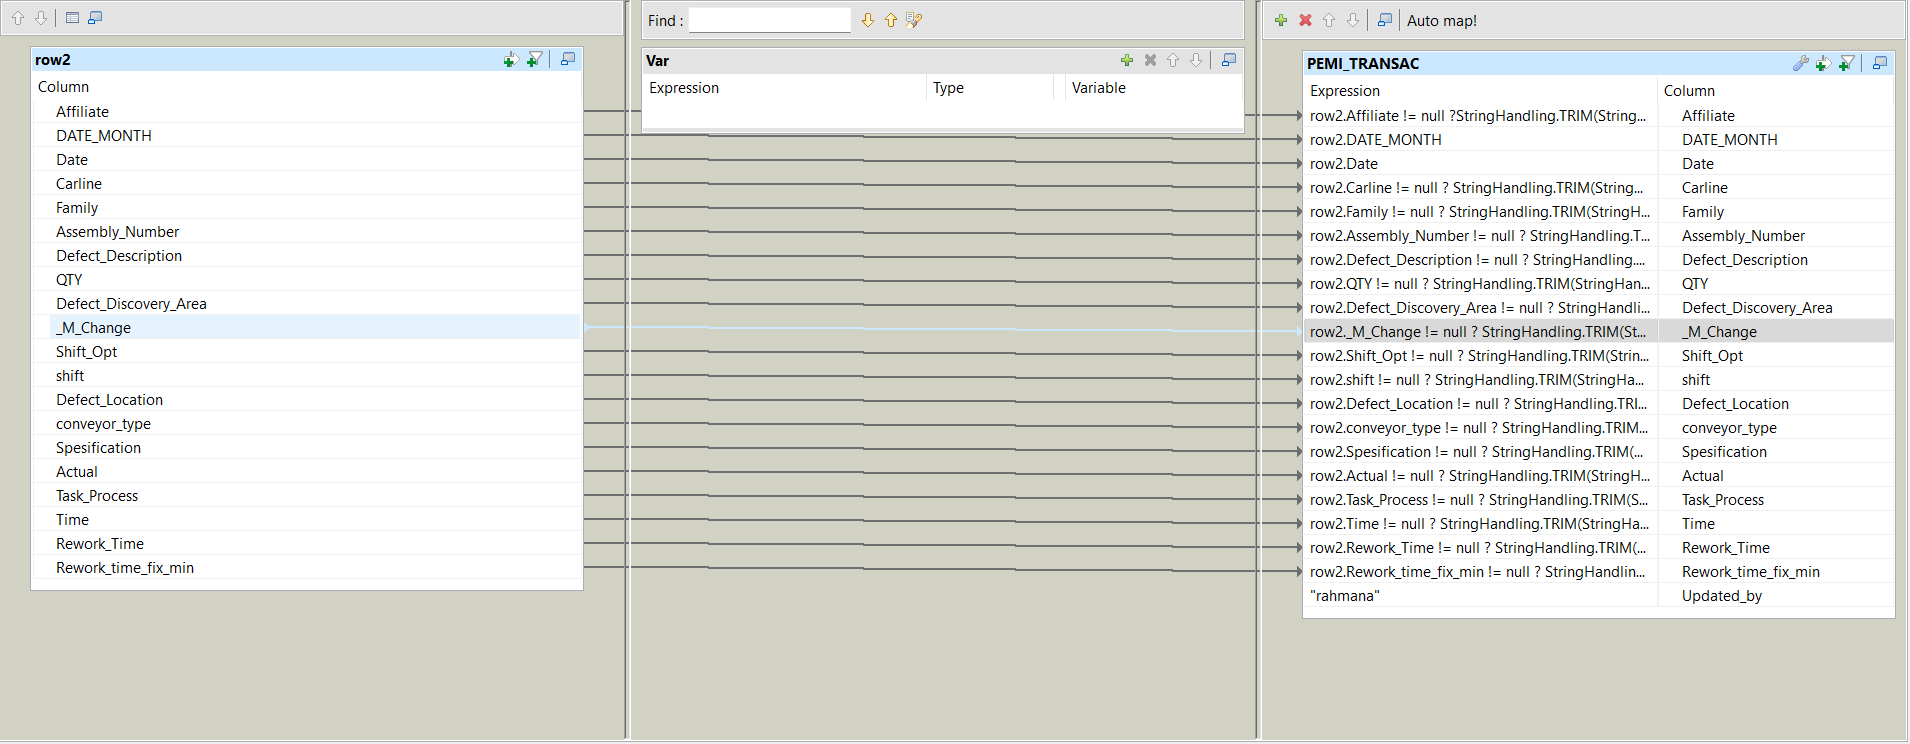 row2
Column
Affiliate
DATE_MONTH
Date
Carline
Family
Assembly_Number
Defect_Description
QTY
Defect_Discovery_Area
_M_Change
Shift_Opt
shift
Defect_Location
conveyor_type
Spesification
Actual
Task_Process
Time
Rework_Time
Rework_time_fix_min
Find :
Var
Expression Type Variable
Auto map!
PEMI_TRANSAC
Expression Column
row2.Affiliate != null ?StringHandling.TRIM(String... Affiliate
row2.DATE_MONTH DATE_MONTH
row2.Date Date
row2.Carline != null ? StringHandling.TRIM(String... Carline
row2.Family != null ? StringHandling.TRIM(StringH... Family
row2.Assembly_Number != null ? StringHandling.T... Assembly_Number
row2.Defect_Description != null ? StringHandling.... Defect_Description
row2.QTY != null ? StringHandling.TRIM(StringHan... QTY
row2.Defect_Discovery_Area != null ? StringHandli... Defect_Discovery_Area
row2._M_Change != null ? StringHandling.TRIM(St... _M_Change
row2.Shift_Opt != null ? StringHandling.TRIM(Strin... Shift_Opt
row2.shift != null ? StringHandling.TRIM(StringHa... shift
row2.Defect_Location != null ? StringHandling.TRI... Defect_Location
row2.conveyor_type != null ? StringHandling.TRIM... conveyor_type
row2.Spesification != null ? StringHandling.TRIM(... Spesification
row2.Actual != null ? StringHandling.TRIM(StringH... Actual
row2.Task_Process != null ? StringHandling.TRIM(S... Task_Process
row2.Time != null ? StringHandling.TRIM(StringHa... Time
row2.Rework_Time != null ? StringHandling.TRIM(... Rework_Time
row2.Rework_time_fix_min != null ? StringHandlin... Rework_time_fix_min
"rahmana" Updated_by